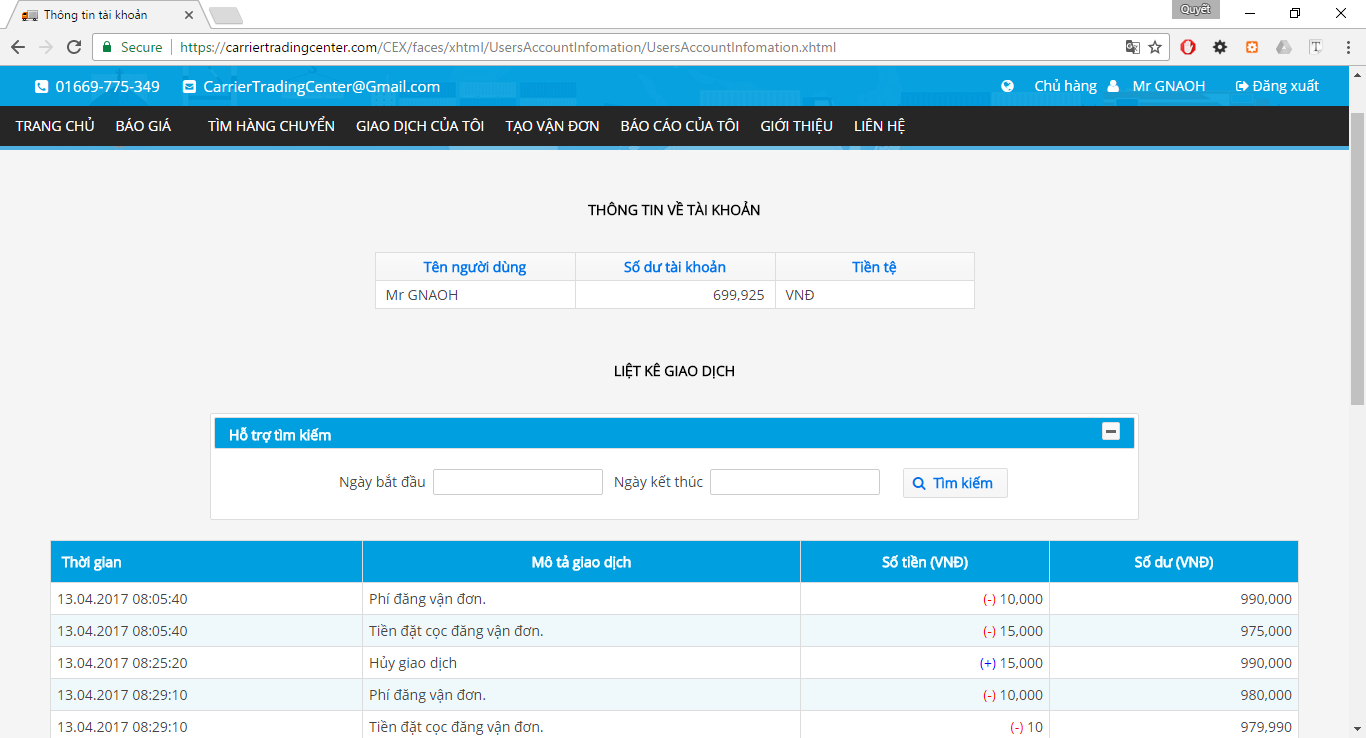 Thông tin tài khoản
Quyết
Secure https://carriertradingcenter.com/CEX/faces/xhtml/UsersAccountInfomation/UsersAccountInfomation.xhtml
01669-775-349 CarrierTradingCenter@Gmail.com Chủ hàng Mr GNAOH Đăng xuất
TRANG CHỦ BÁO GIÁ TÌM HÀNG CHUYỂN GIAO DỊCH CỦA TÔI TẠO VẬN ĐƠN BÁO CÁO CỦA TÔI GIỚI THIỆU LIÊN HỆ
THÔNG TIN VỀ TÀI KHOẢN
Tên người dùng Số dư tài khoản Tiền tệ
Mr GNAOH 699,925 VNĐ
LIỆT KÊ GIAO DỊCH
Hỗ trợ tìm kiếm
Ngày bắt đầu Ngày kết thúc Tìm kiếm
Thời gian Mô tả giao dịch Số tiền (VNĐ) Số dư (VNĐ)
13.04.2017 08:05:40 Phí đăng vận đơn. (-) 10,000 990,000
13.04.2017 08:05:40 Tiền đặt cọc đăng vận đơn. (-) 15,000 975,000
13.04.2017 08:25:20 Hủy giao dịch (+) 15,000 990,000
13.04.2017 08:29:10 Phí đăng vận đơn. (-) 10,000 980,000
13.04.2017 08:29:10 Tiền đặt cọc đăng vận đơn. (-) 10 979,990